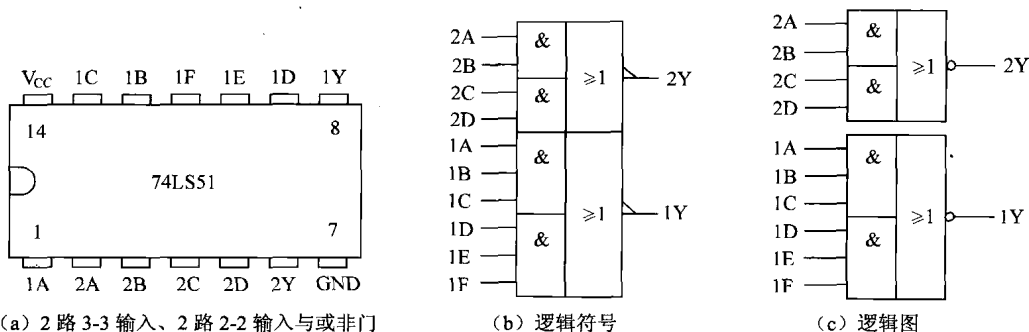 V_CC 1C 1B 1F 1E 1D 1Y
14 8
74LS51
1 7
1A 2A 2B 2C 2D 2Y GND
(a) 2 路 3-3 输入、2 路 2-2 输入与或非门
2A
&
2B
≥1
2Y
2C
&
2D
1A
&
1B
1C
≥1
1Y
1D
&
1E
1F
(b) 逻辑符号
2A
&
2B
≥1
2Y
2C
&
2D
1A
&
1B
1C
≥1
1Y
1D
&
1E
1F
(c) 逻辑图